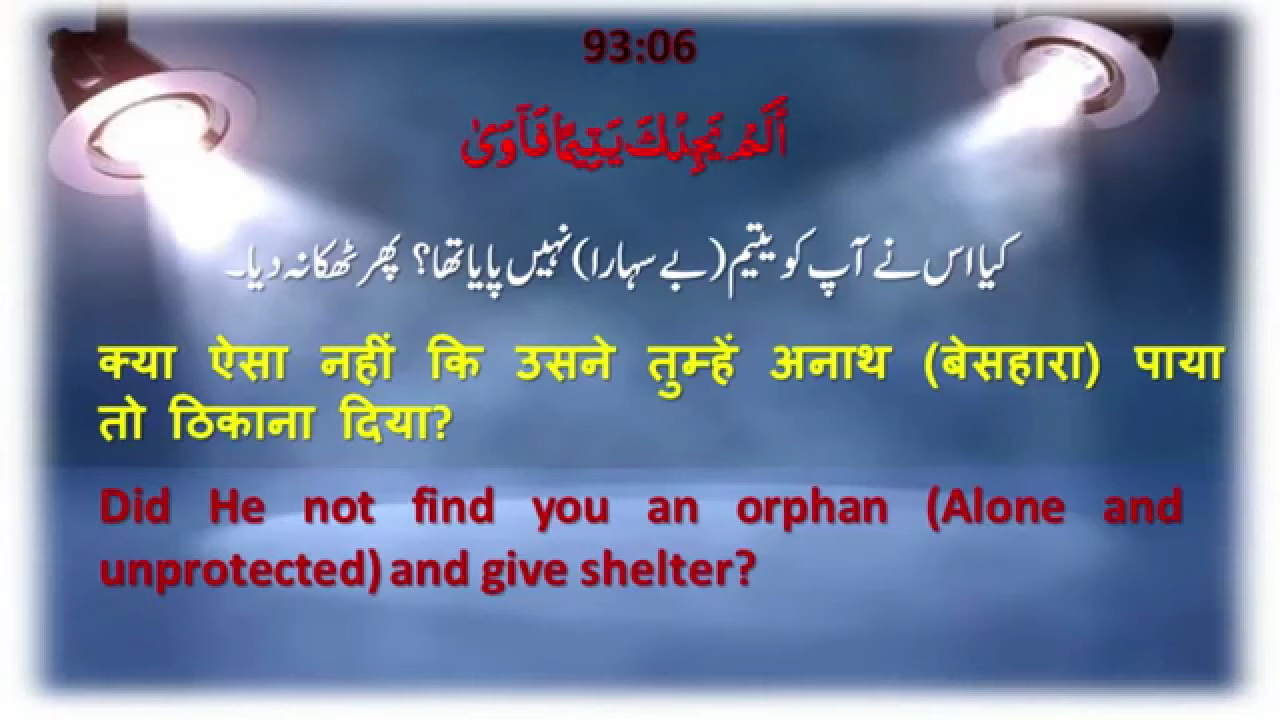 93:06
أَلَمْ يَجِدْكَ يَتِيمًا فَآوَىٰ
کیا اس نے آپ کو یتیم (بے سہارا) نہیں پایا تھا؟ پھر ٹھکانہ دیا۔
क्या ऐसा नहीं कि उसने तुम्हें अनाथ (बेसहारा) पाया
तो ठिकाना दिया?
Did He not find you an orphan (Alone and
unprotected) and give shelter?